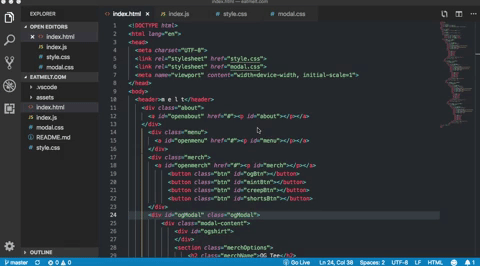 EXPLORER
OPEN EDITORS
index.html
index.js
style.css
modal.css
EATMELT.COM
.vscode
assets
index.html
index.js
modal.css
README.md
style.css
OUTLINE
index.html
index.js
style.css
modal.css
1 <!DOCTYPE html>
2 <html lang="en">
3 <head>
4 <meta charset="UTF-8">
5 <link rel="stylesheet" href="style.css">
6 <link rel="stylesheet" href="modal.css">
7 <meta name="viewport" content="width=device-width, initial-scale=1">
8 </head>
9 <body>
10 <header>m e l t</header>
11 <div class="about">
12 <a id="openabout" href="#"><p id="about"></p></a>
13 </div>
14 <div class="menu">
15 <a id="openmenu" href="#"><p id="menu"></p></a>
16 </div>
17 <div class="merch">
18 <a id="openmerch" href="#"><p id="merch"></p></a>
19 <button class="btn" id="ogBtn"></button>
20 <button class="btn" id="mintBtn"></button>
21 <button class="btn" id="creepBtn"></button>
22 <button class="btn" id="shortsBtn"></button>
23 </div>
24 <div id="ogModal" class="ogModal">
25 <div class="modal-content">
26 <div id="ogshirt">
27 </div>
28 <section class="merchOptions">
29 <h2 class="merchName">OG Tee</h2>
master
0
0
Go Live
Ln 24, Col 38
Spaces: 2
UTF-8
LF
HTML
1